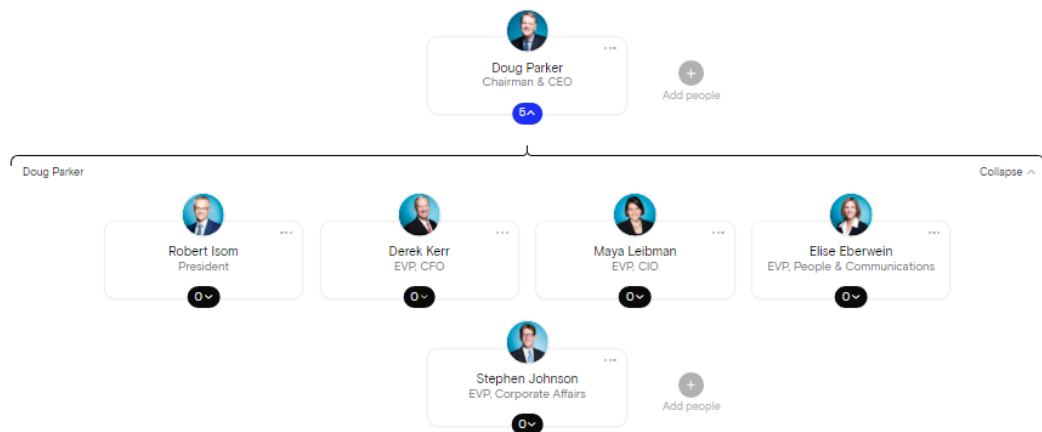 Doug Parker
Chairman & CEO
Add people
5
Doug Parker
Collapse
Robert Isom
President
0
Derek Kerr
EVP, CFO
0
Maya Leibman
EVP, CIO
0
Elise Eberwein
EVP, People & Communications
0
Stephen Johnson
EVP, Corporate Affairs
Add people
0